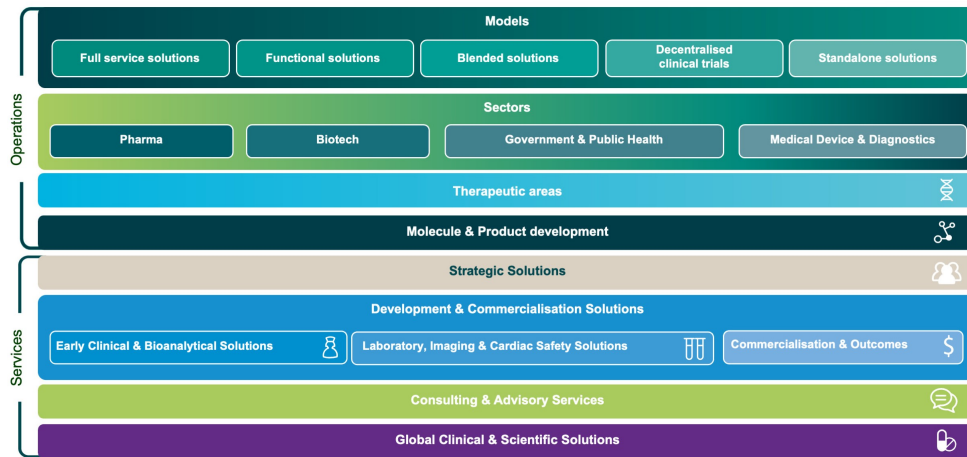 Operations
Models
Full service solutions
Functional solutions
Blended solutions
Decentralised
clinical trials
Standalone solutions
Sectors
Pharma
Biotech
Government & Public Health
Medical Device & Diagnostics
Therapeutic areas
Molecule & Product development
Services
Strategic Solutions
Development & Commercialisation Solutions
Early Clinical & Bioanalytical Solutions
Laboratory, Imaging & Cardiac Safety Solutions
Commercialisation & Outcomes
$
Consulting & Advisory Services
Global Clinical & Scientific Solutions